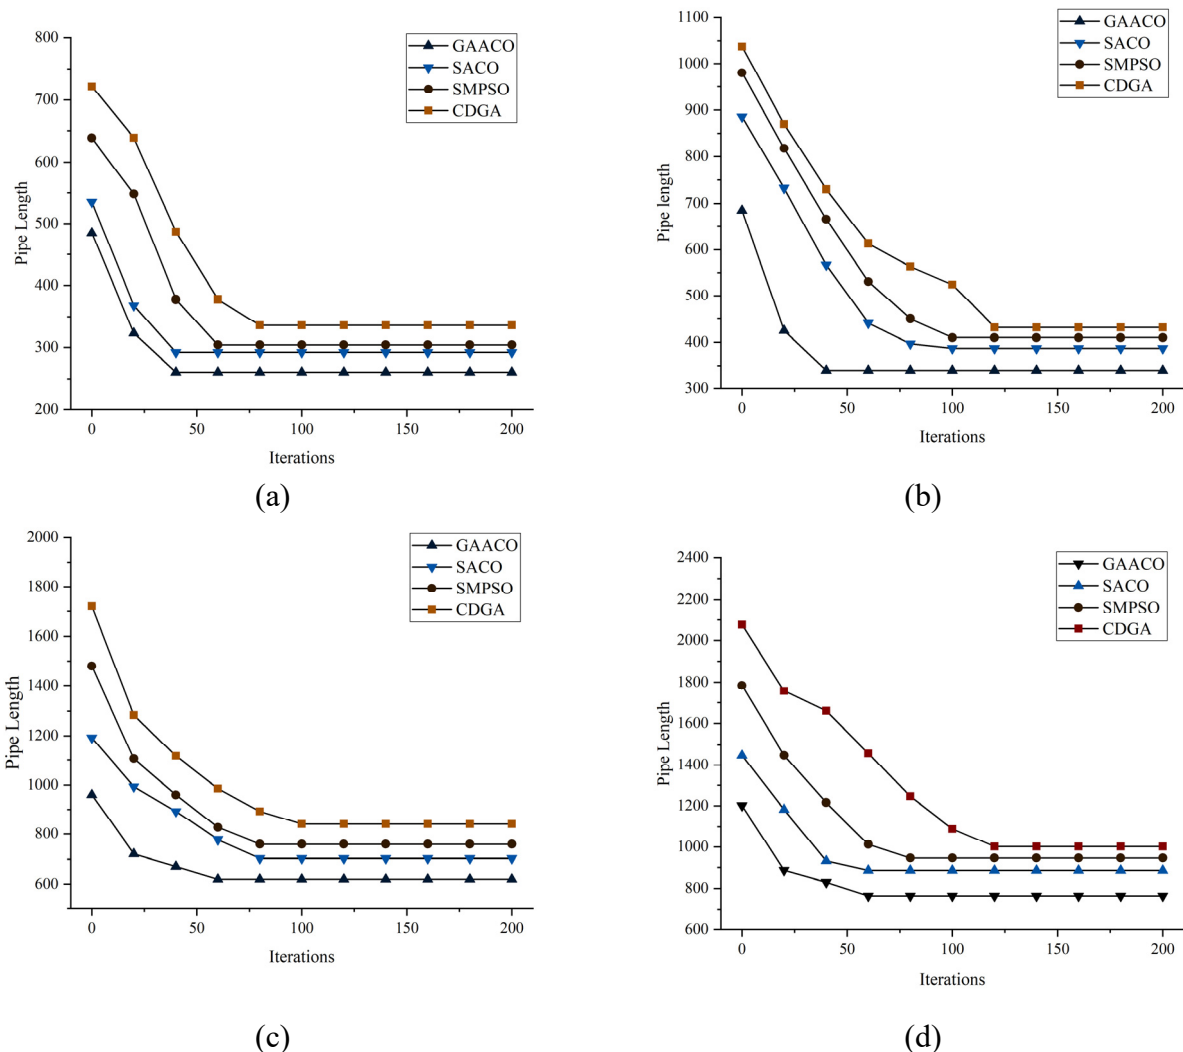 800
700
600
500
400
300
200
Pipe Length
0
50
100
150
200
Iterations
GAACO
SACO
SMPSO
CDGA
(a)
1100
1000
900
800
700
600
500
400
300
Pipe length
0
50
100
150
200
Iterations
GAACO
SACO
SMPSO
CDGA
(b)
2000
1800
1600
1400
1200
1000
800
600
Pipe Length
0
50
100
150
200
Iterations
GAACO
SACO
SMPSO
CDGA
(c)
2400
2200
2000
1800
1600
1400
1200
1000
800
600
Pipe Length
0
50
100
150
200
Iterations
GAACO
SACO
SMPSO
CDGA
(d)